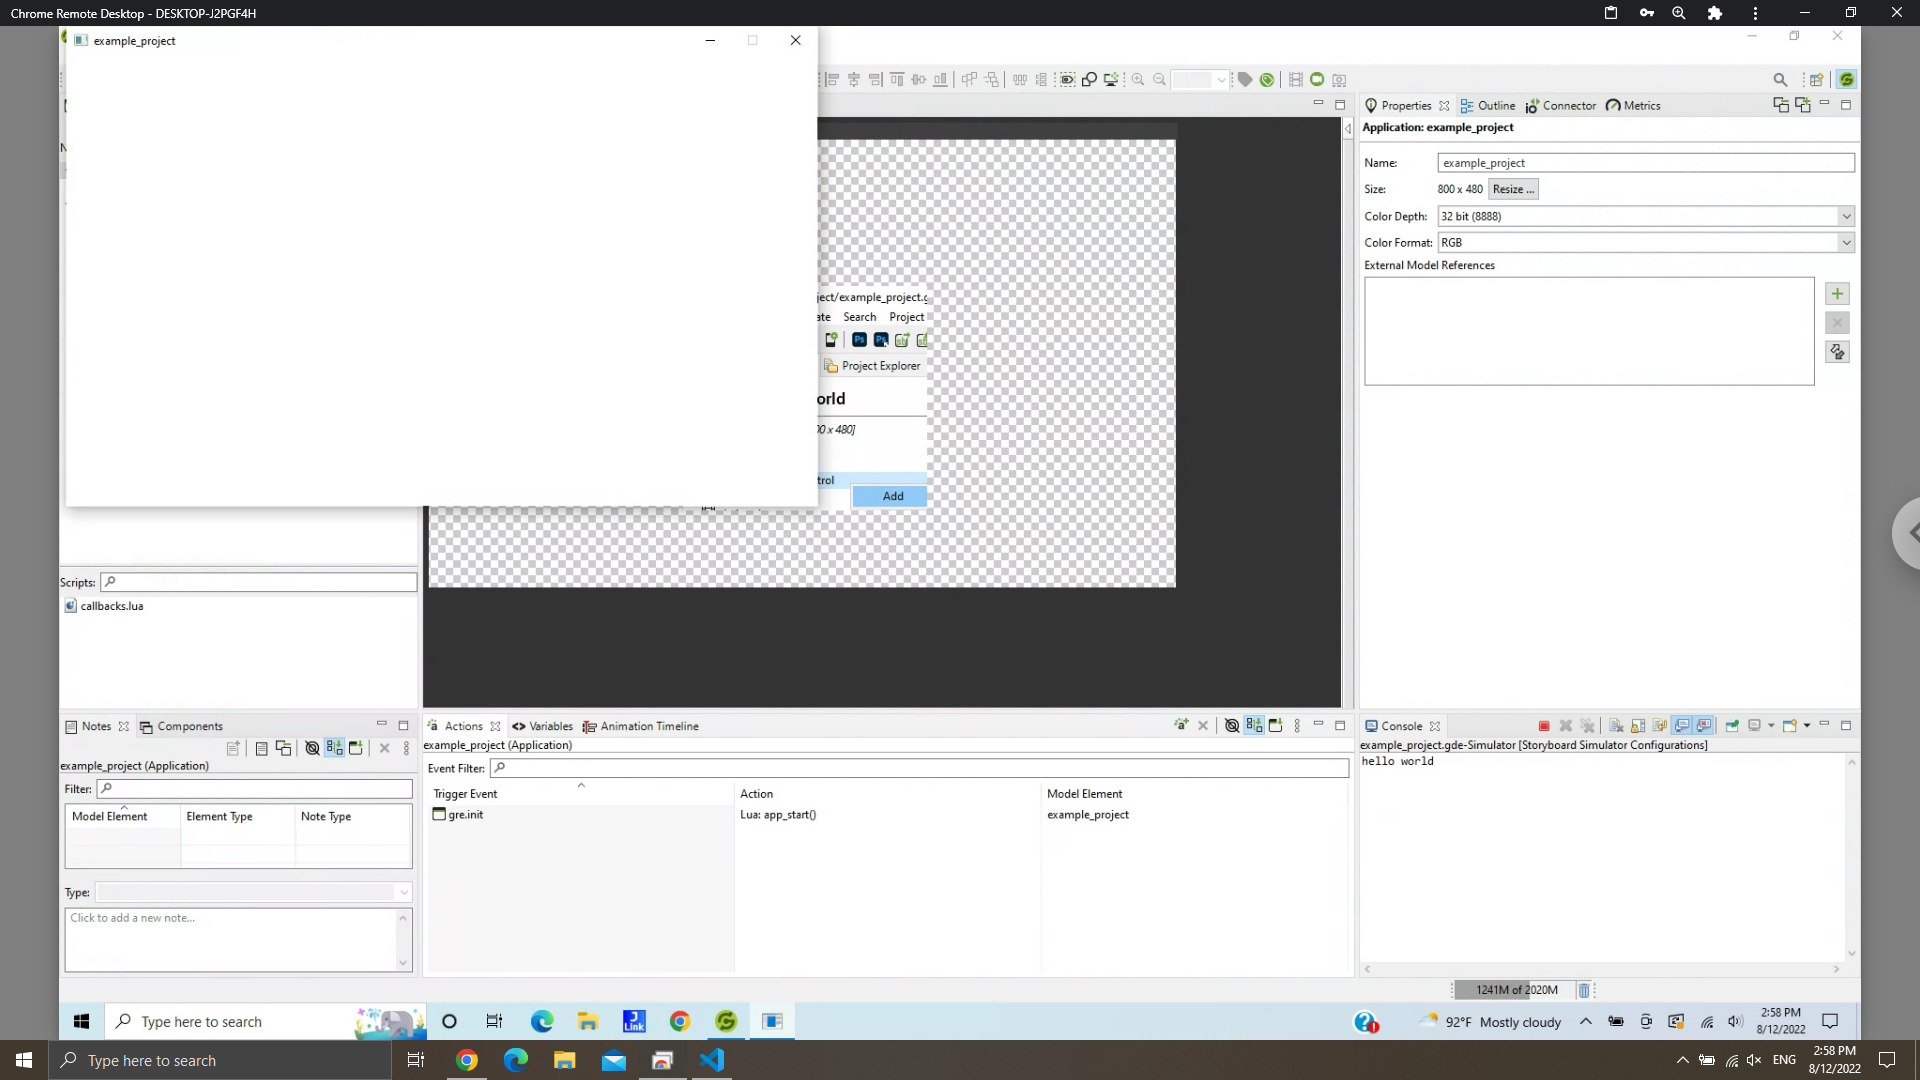 Chrome Remote Desktop - DESKTOP-J2PGF4H
example_project
Properties
Outline
Connector
Metrics
Application: example_project
Name:
example_project
Size:
800 x 480
Resize ...
Color Depth:
32 bit (8888)
Color Format:
RGB
External Model References
ject/example_project.g
ate Search Project
Ps
Ps
Project Explorer
orld
00 x 480]
trol
Add
Scripts:
callbacks.lua
Notes
Components
example_project (Application)
Filter:
Model Element
Element Type
Note Type
Type:
Click to add a new note...
Actions
Variables
Animation Timeline
example_project (Application)
Event Filter:
Trigger Event
Action
Model Element
gre.init
Lua: app_start()
example_project
Console
example_project.gde-Simulator [Storyboard Simulator Configurations]
hello world
1241M of 2020M
Type here to search
J
Link
92°F Mostly cloudy
2:58 PM
8/12/2022
Type here to search
ENG
2:58 PM
8/12/2022